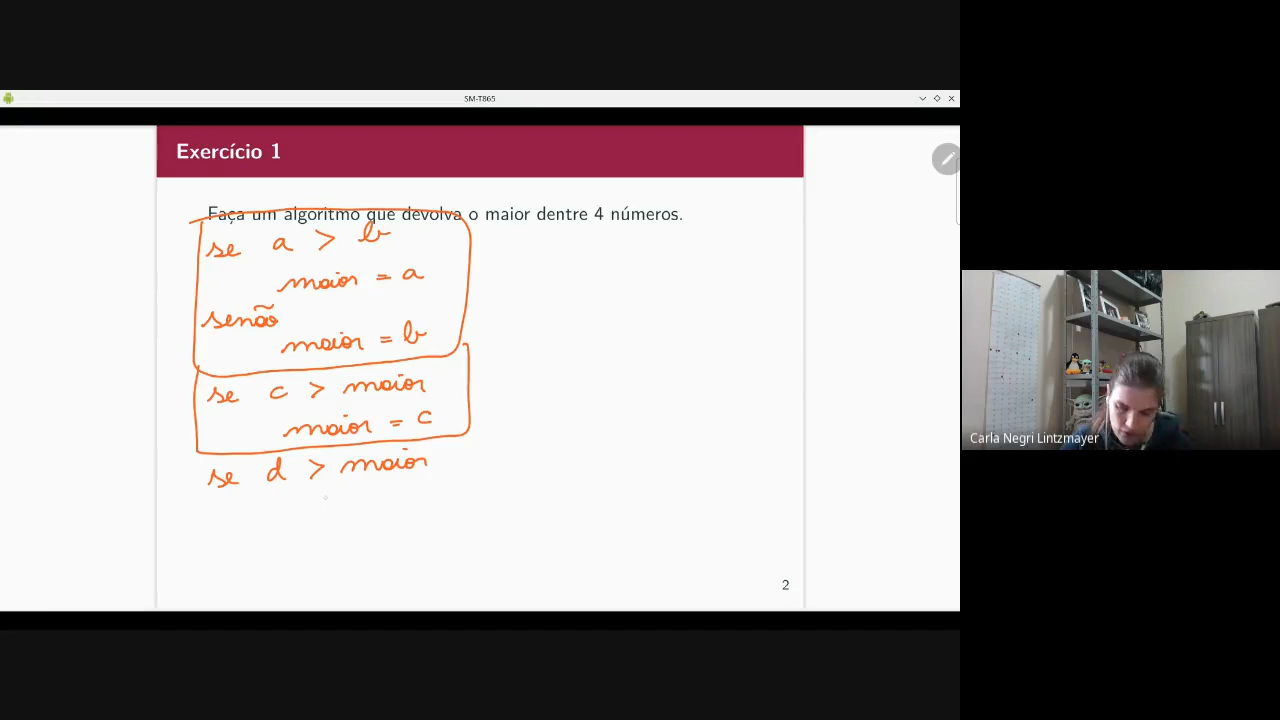 SM-T865
Exercício 1
Faça um algoritmo que devolva o maior dentre 4 números.
se a > b
maior = a
senão
maior = b
se c > maior
maior = c
se d > maior
2
Carla Negri Lintzmayer